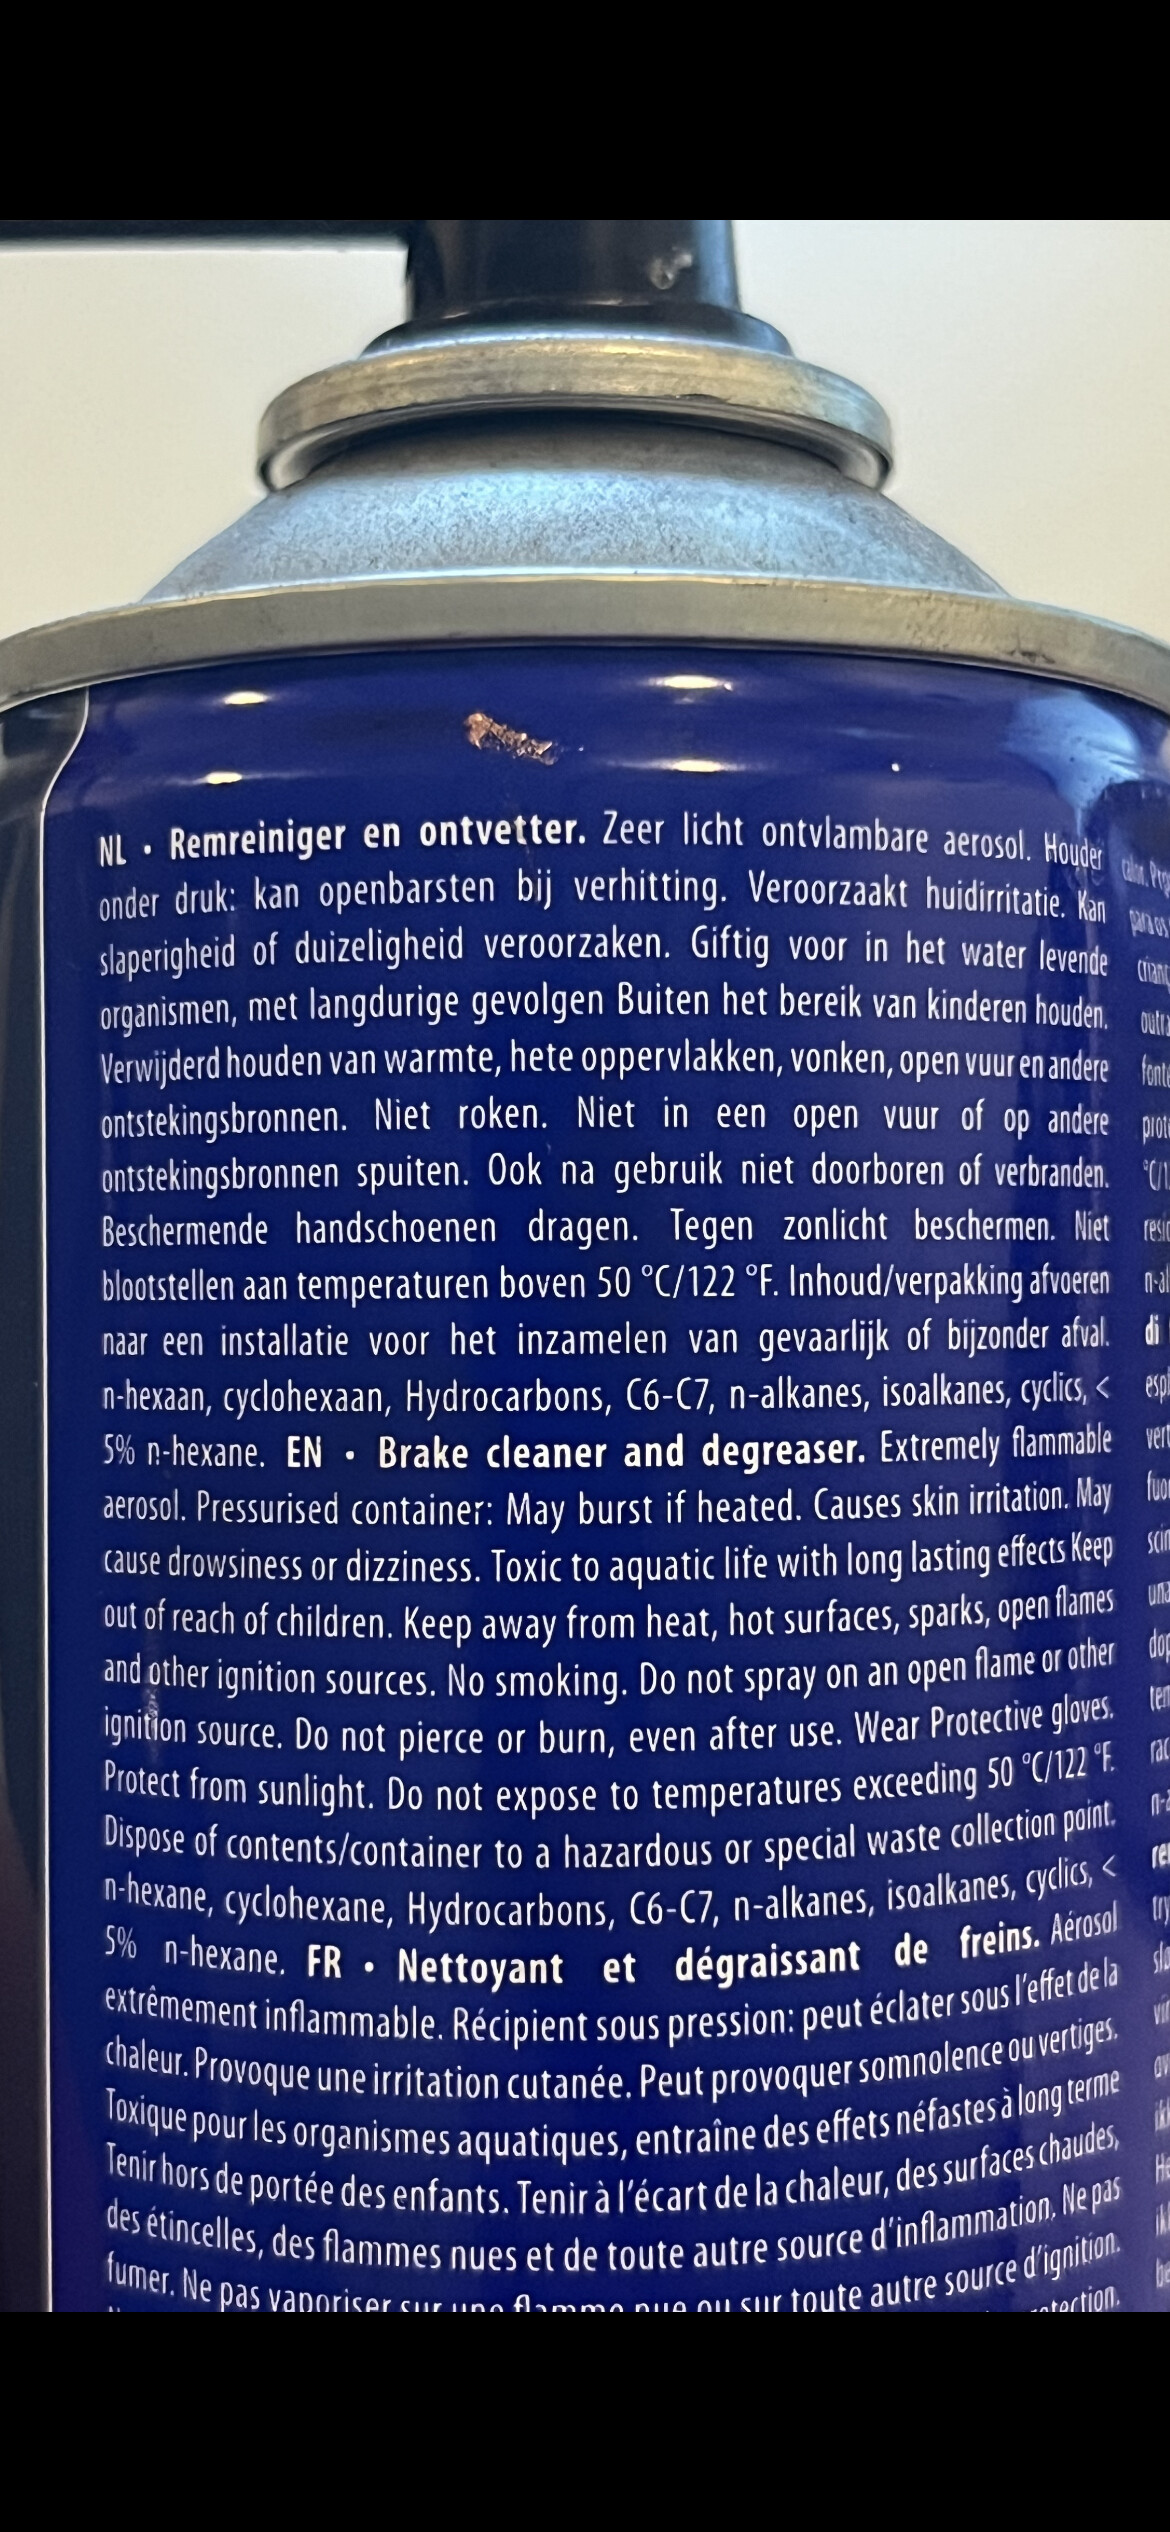 NL • Remreiniger en ontvetter. Zeer licht ontvlambare aerosol. Houder
onder druk: kan openbarsten bij verhitting. Veroorzaakt huidirritatie. Kan
slaperigheid of duizeligheid veroorzaken. Giftig voor in het water levende
organismen, met langdurige gevolgen Buiten het bereik van kinderen houden.
Verwijderd houden van warmte, hete oppervlakken, vonken, open vuur en andere
ontstekingsbronnen. Niet roken. Niet in een open vuur of op andere
ontstekingsbronnen spuiten. Ook na gebruik niet doorboren of verbranden.
Beschermende handschoenen dragen. Tegen zonlicht beschermen. Niet
blootstellen aan temperaturen boven 50 °C/122 °F. Inhoud/verpakking afvoeren
naar een installatie voor het inzamelen van gevaarlijk of bijzonder afval.
n-hexaan, cyclohexaan, Hydrocarbons, C6-C7, n-alkanes, isoalkanes, cyclics, <
5% n-hexane. EN • Brake cleaner and degreaser. Extremely flammable
aerosol. Pressurised container: May burst if heated. Causes skin irritation. May
cause drowsiness or dizziness. Toxic to aquatic life with long lasting effects Keep
out of reach of children. Keep away from heat, hot surfaces, sparks, open flames
and other ignition sources. No smoking. Do not spray on an open flame or other
ignition source. Do not pierce or burn, even after use. Wear Protective gloves.
Protect from sunlight. Do not expose to temperatures exceeding 50 °C/122 °F.
Dispose of contents/container to a hazardous or special waste collection point.
n-hexane, cyclohexane, Hydrocarbons, C6-C7, n-alkanes, isoalkanes, cyclics, <
5% n-hexane. FR • Nettoyant et dégraissant de freins. Aérosol
extrêmement inflammable. Récipient sous pression: peut éclater sous l'effet de la
chaleur. Provoque une irritation cutanée. Peut provoquer somnolence ou vertiges.
Toxique pour les organismes aquatiques, entraîne des effets néfastes à long terme
Tenir hors de portée des enfants. Tenir à l'écart de la chaleur, des surfaces chaudes,
des étincelles, des flammes nues et de toute autre source d'inflammation. Ne pas
fumer. Ne pas vaporiser sur une flamme nue ou sur toute autre source d'ignition.